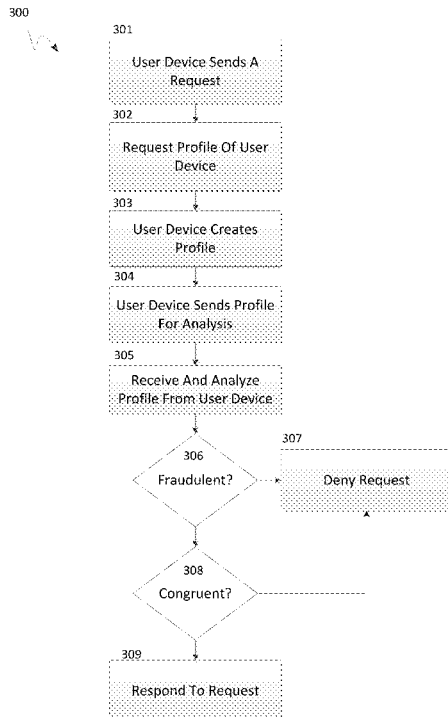 300
301
User Device Sends A
Request
302
Request Profile Of User
Device
303
User Device Creates
Profile
304
User Device Sends Profile
For Analysis
305
Receive And Analyze
Profile From User Device
306
Fraudulent?
307
Deny Request
308
Congruent?
309
Respond To Request